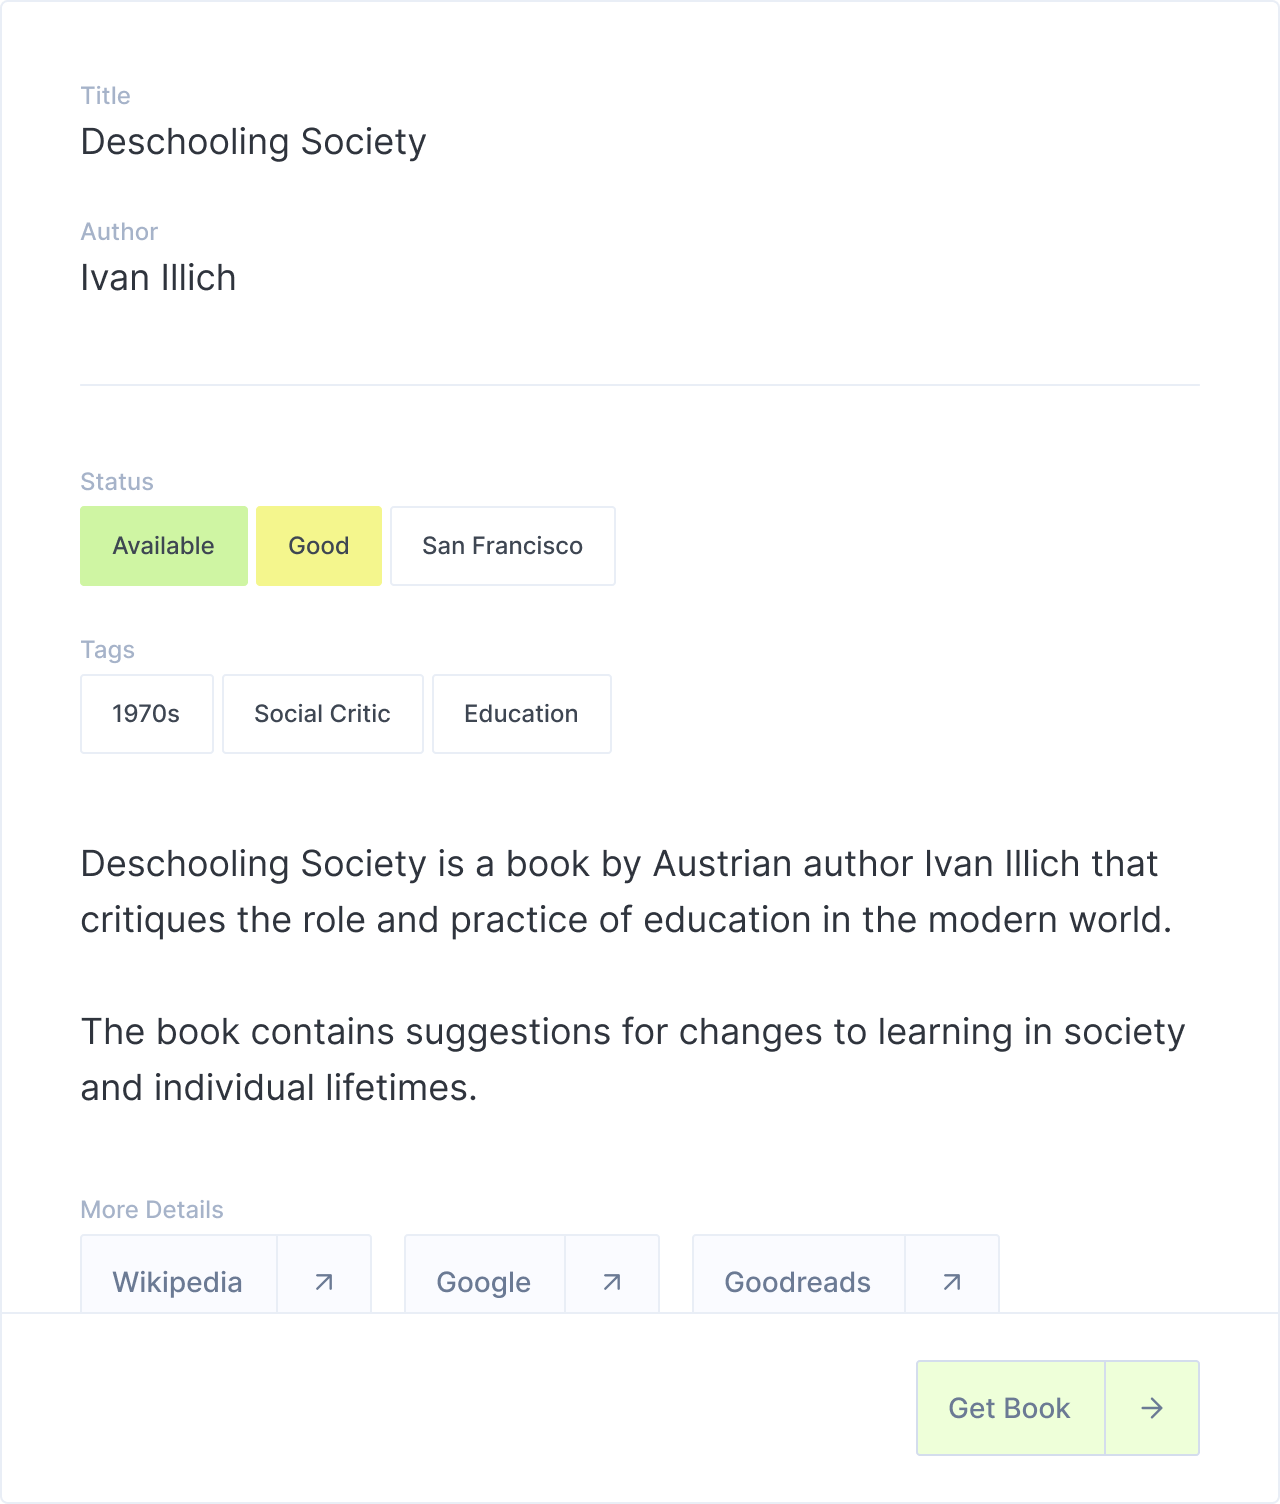 Title
Deschooling Society
Author
Ivan Illich
Status
Available Good San Francisco
Tags
1970s Social Critic Education
Deschooling Society is a book by Austrian author Ivan Illich that
critiques the role and practice of education in the modern world.
The book contains suggestions for changes to learning in society
and individual lifetimes.
More Details
Wikipedia Google Goodreads
Get Book